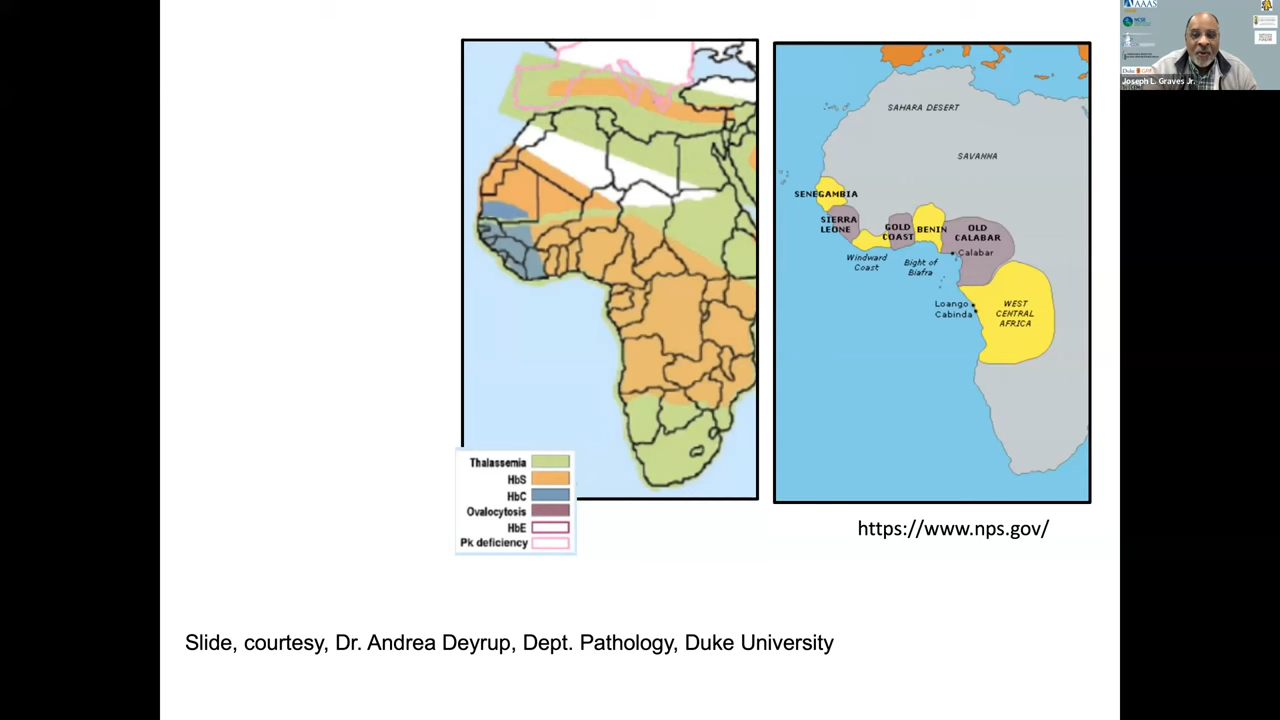 Thalassemia
HbS
HbC
Ovalocytosis
HbE
Pk deficiency
SAHARA DESERT
SAVANNA
SENEGAMBIA
SIERRA
LEONE
GOLD
COAST
BENIN
OLD
CALABAR
Calabar
Windward
Coast
Bight of
Biafra
Loango
Cabinda
WEST
CENTRAL
AFRICA
https://www.nps.gov/
Slide, courtesy, Dr. Andrea Deyrup, Dept. Pathology, Duke University
AAAS
Duke
Joseph L. Graves Jr.